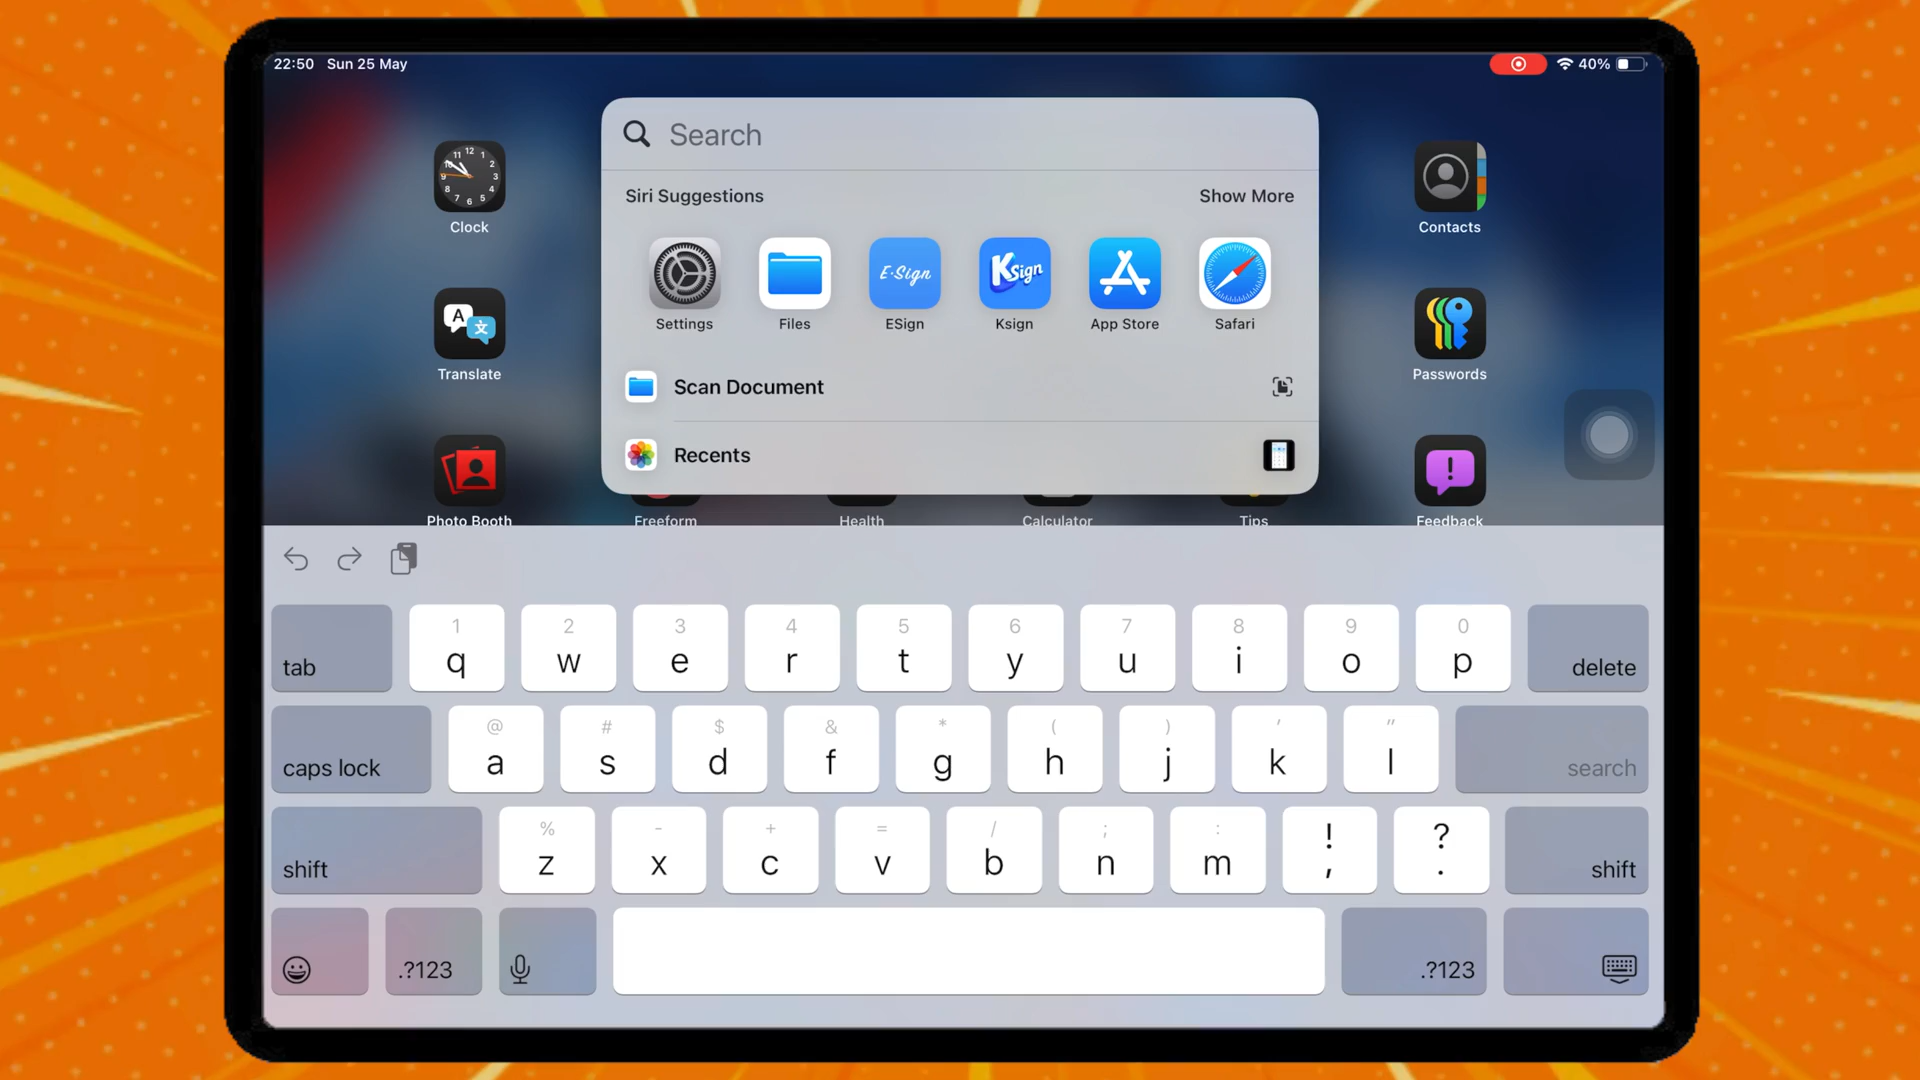 22:50 Sun 25 May
40%
Search
Siri Suggestions Show More
Clock
Contacts
E·Sign
Ksign
Settings Files ESign Ksign App Store Safari
Translate
Passwords
Scan Document
Recents
Photo Booth Freeform Health Calculator Tips Feedback
1 2 3 4 5 6 7 8 9 0
tab q w e r t y u i o p delete
@ # $ & * ( ) ' "
caps lock a s d f g h j k l search
% - + = / ; : ! ?
shift z x c v b n m , . shift
.?123 .?123